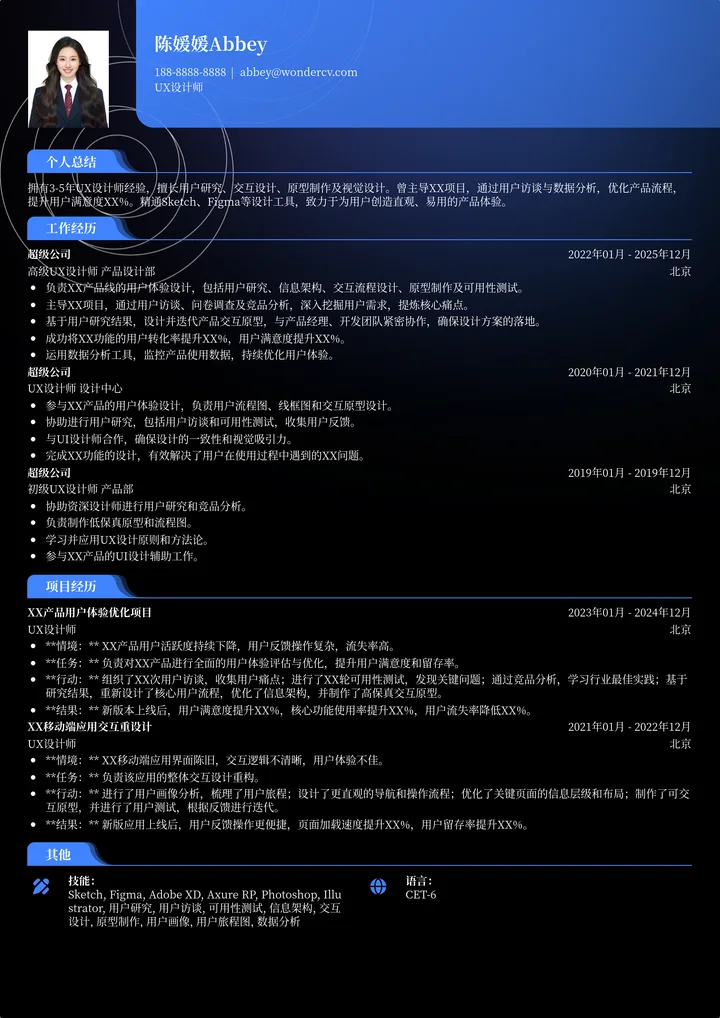 陈媛媛Abbey
188-8888-8888 | abbey@wondercv.com
UX设计师
个人总结
拥有3-5年UX设计师经验，擅长用户研究、交互设计、原型制作及视觉设计。曾主导XX项目，通过用户访谈与数据分析，优化产品流程，
提升用户满意度XX%。精通Sketch、Figma等设计工具，致力于为用户创造直观、易用的产品体验。
工作经历
超级公司 2022年01月 - 2025年12月
高级UX设计师 产品设计部 北京
● 负责XX产品线的用户体验设计，包括用户研究、信息架构、交互流程设计、原型制作及可用性测试。
● 主导XX项目，通过用户访谈、问卷调查及竞品分析，深入挖掘用户需求，提炼核心痛点。
● 基于用户研究结果，设计并迭代产品交互原型，与产品经理、开发团队紧密协作，确保设计方案的落地。
● 成功将XX功能的用户转化率提升XX%，用户满意度提升XX%。
● 运用数据分析工具，监控产品使用数据，持续优化用户体验。
超级公司 2020年01月 - 2021年12月
UX设计师 设计中心 北京
● 参与XX产品的用户体验设计，负责用户流程图、线框图和交互原型设计。
● 协助进行用户研究，包括用户访谈和可用性测试，收集用户反馈。
● 与UI设计师合作，确保设计的一致性和视觉吸引力。
● 完成XX功能的设计，有效解决了用户在使用过程中遇到的XX问题。
超级公司 2019年01月 - 2019年12月
初级UX设计师 产品部 北京
● 协助资深设计师进行用户研究和竞品分析。
● 负责制作低保真原型和流程图。
● 学习并应用UX设计原则和方法论。
● 参与XX产品的UI设计辅助工作。
项目经历
XX产品用户体验优化项目 2023年01月 - 2024年12月
UX设计师 北京
● **情境：** XX产品用户活跃度持续下降，用户反馈操作复杂，流失率高。
● **任务：** 负责对XX产品进行全面的用户体验评估与优化，提升用户满意度和留存率。
● **行动：** 组织了XX次用户访谈，收集用户痛点；进行了XX轮可用性测试，发现关键问题；通过竞品分析，学习行业最佳实践；基于
研究结果，重新设计了核心用户流程，优化了信息架构，并制作了高保真交互原型。
● **结果：** 新版本上线后，用户满意度提升XX%，核心功能使用率提升XX%，用户流失率降低XX%。
XX移动端应用交互重设计 2021年01月 - 2022年12月
UX设计师 北京
● **情境：** XX移动端应用界面陈旧，交互逻辑不清晰，用户体验不佳。
● **任务：** 负责该应用的整体交互设计重构。
● **行动：** 进行了用户画像分析，梳理了用户旅程；设计了更直观的导航和操作流程；优化了关键页面的信息层级和布局；制作了可交
互原型，并进行了用户测试，根据反馈进行迭代。
● **结果：** 新版应用上线后，用户反馈操作更便捷，页面加载速度提升XX%，用户留存率提升XX%。
其他
技能：
Sketch, Figma, Adobe XD, Axure RP, Photoshop, Illu
strator, 用户研究, 用户访谈, 可用性测试, 信息架构, 交互
设计, 原型制作, 用户画像, 用户旅程图, 数据分析
语言：
CET-6